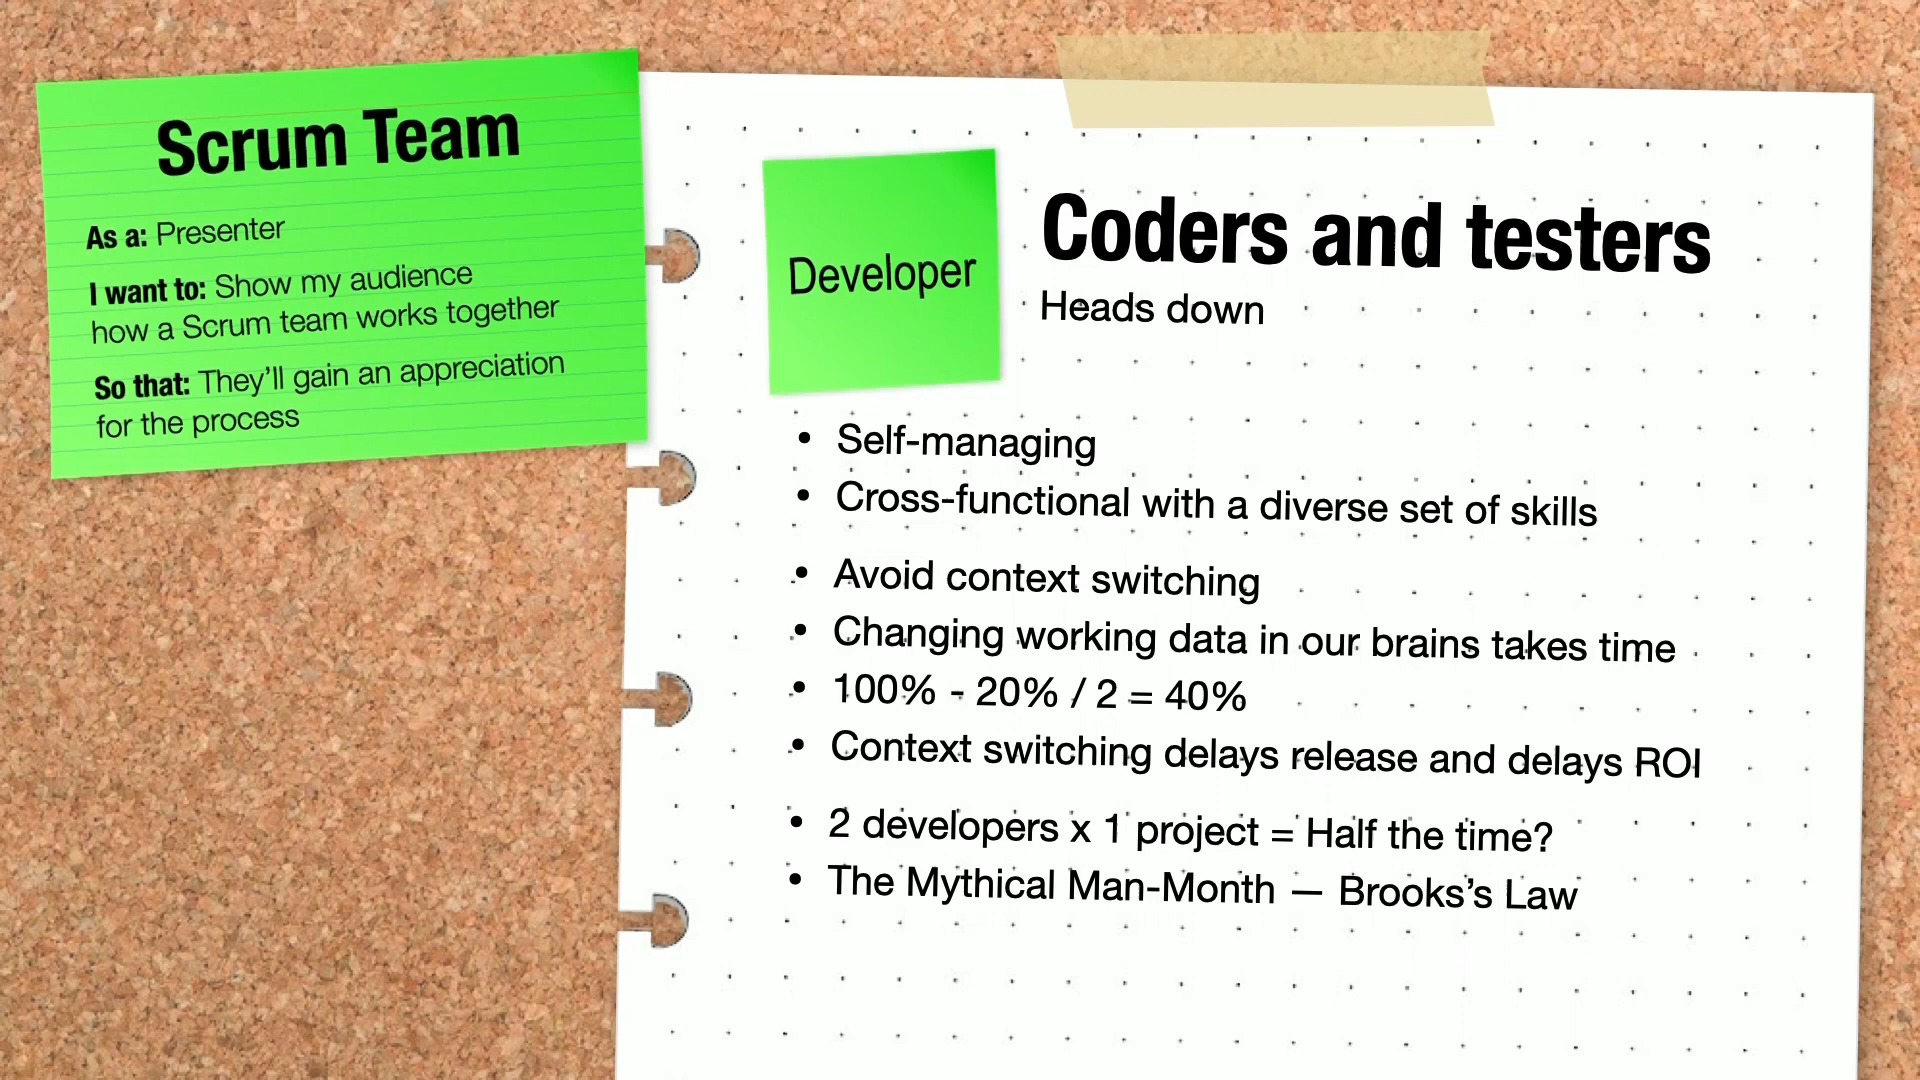 Scrum Team
As a: Presenter
I want to: Show my audience
how a Scrum team works together
So that: They’ll gain an appreciation
for the process
Developer
Coders and testers
Heads down
• Self-managing
• Cross-functional with a diverse set of skills
• Avoid context switching
• Changing working data in our brains takes time
• 100% - 20% / 2 = 40%
• Context switching delays release and delays ROI
• 2 developers x 1 project = Half the time?
• The Mythical Man-Month — Brooks’s Law